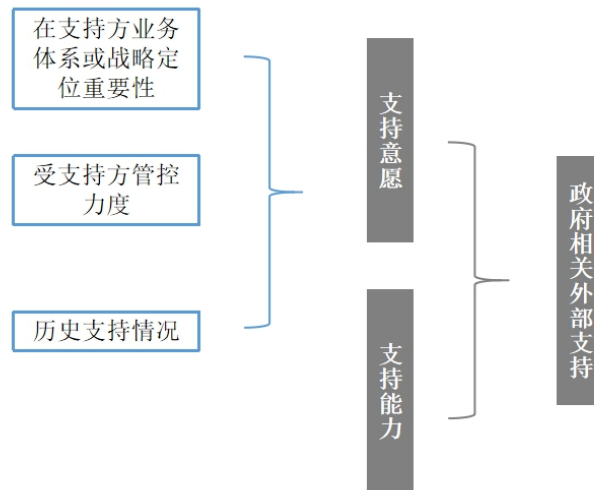 在支持方业务
体系或战略定
位重要性
受支持方管控
力度
历史支持情况
支持意愿
支持能力
政府相关外部支持